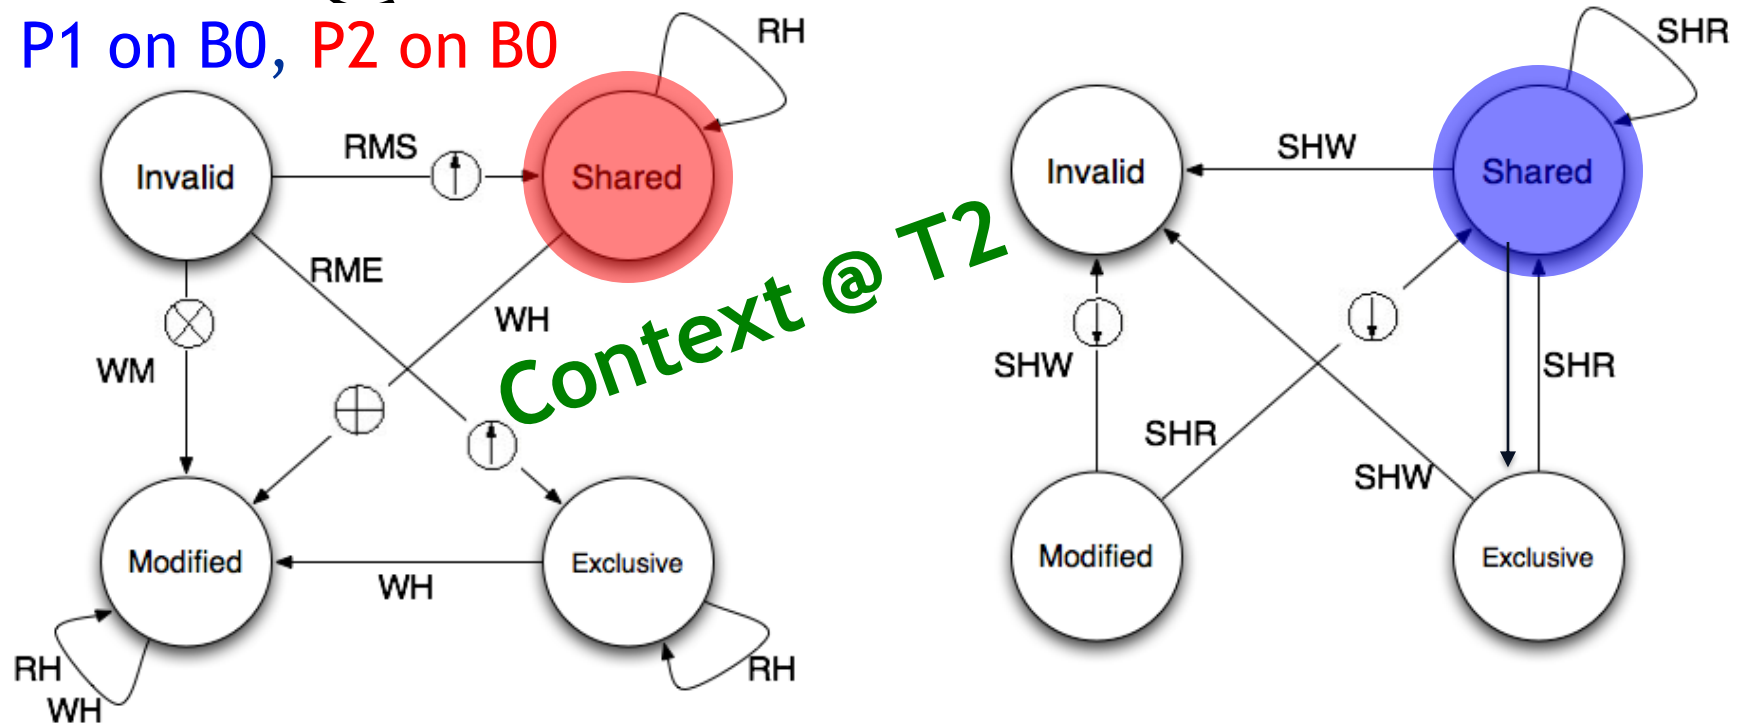 P1 on B0, P2 on B0
RH
RMS
Invalid
Shared
RME
WH
WM
Modified
Exclusive
WH
RH
WH
RH
Context @ T2
SHR
SHW
Invalid
Shared
SHW
SHR
SHR
SHW
Modified
Exclusive